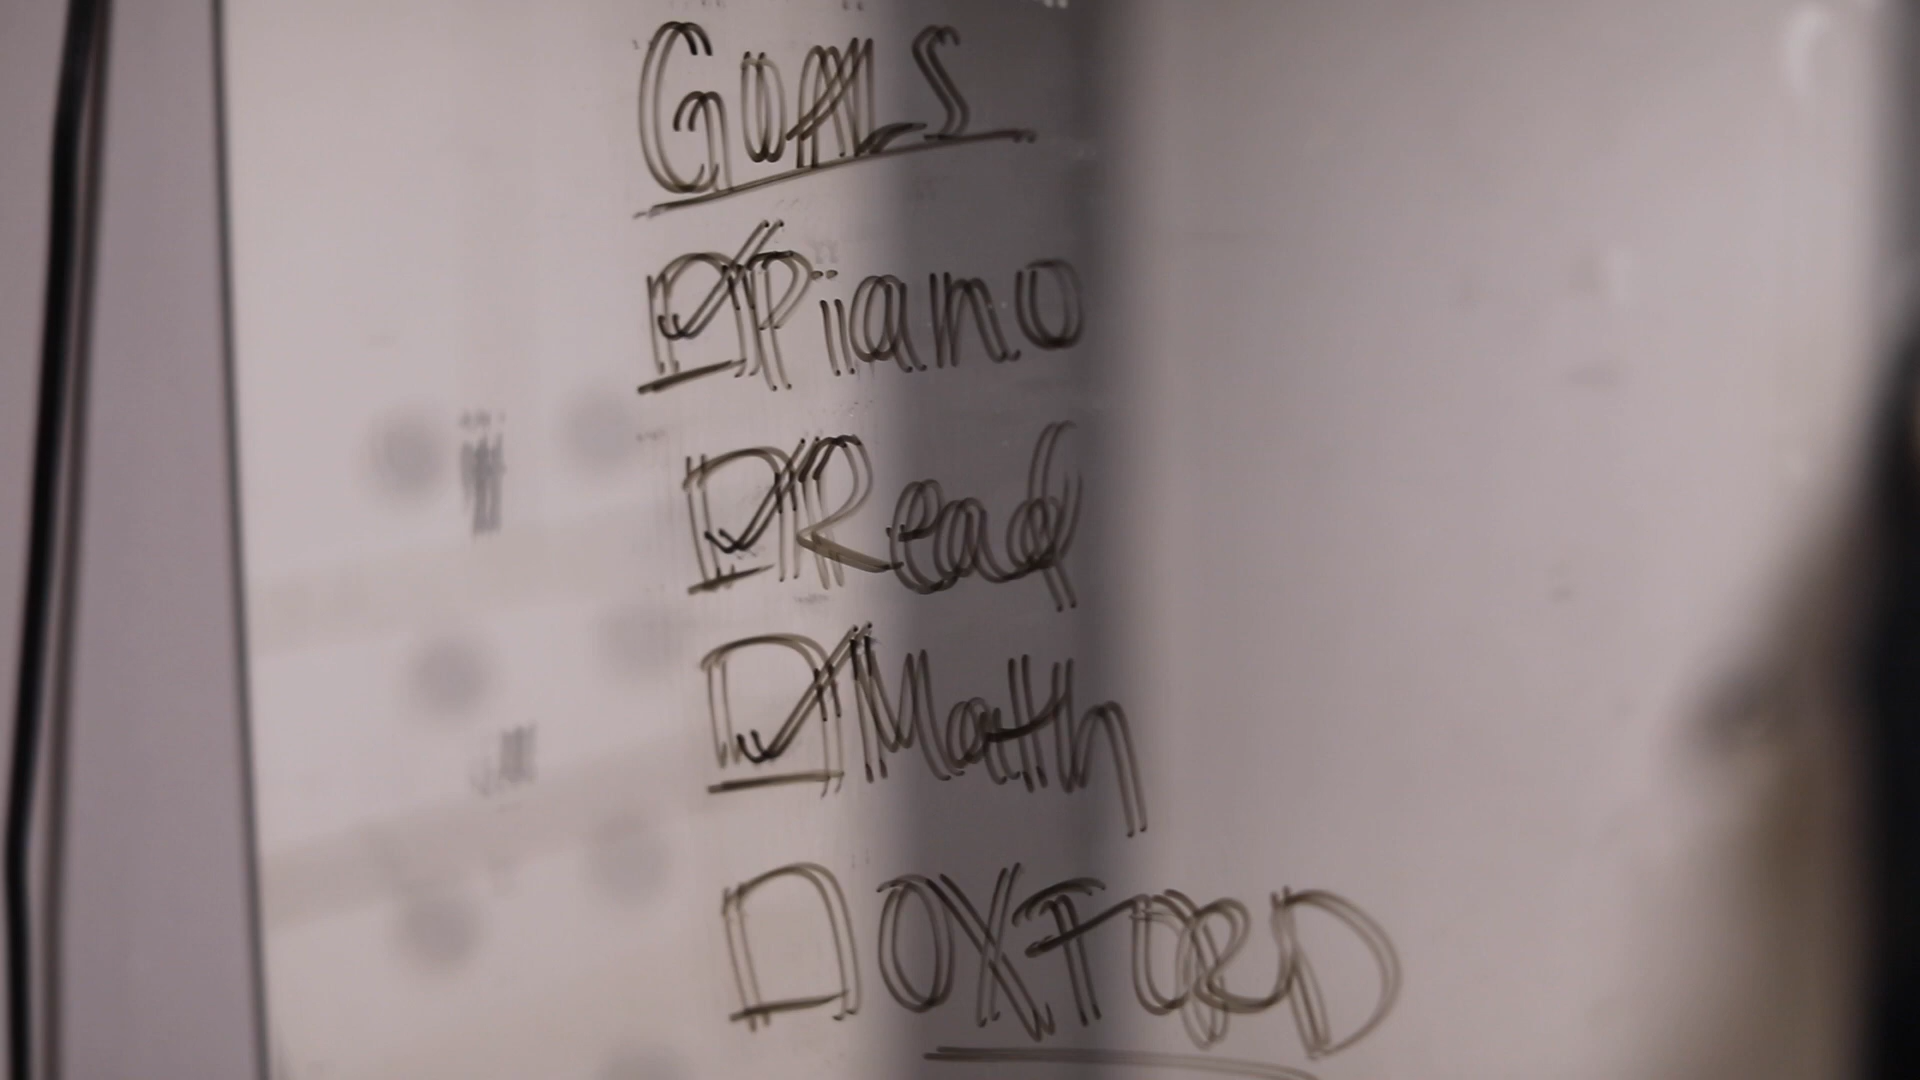 GOALS
☑ Piano
☑ Read
☑ Math
☐ OXFORD